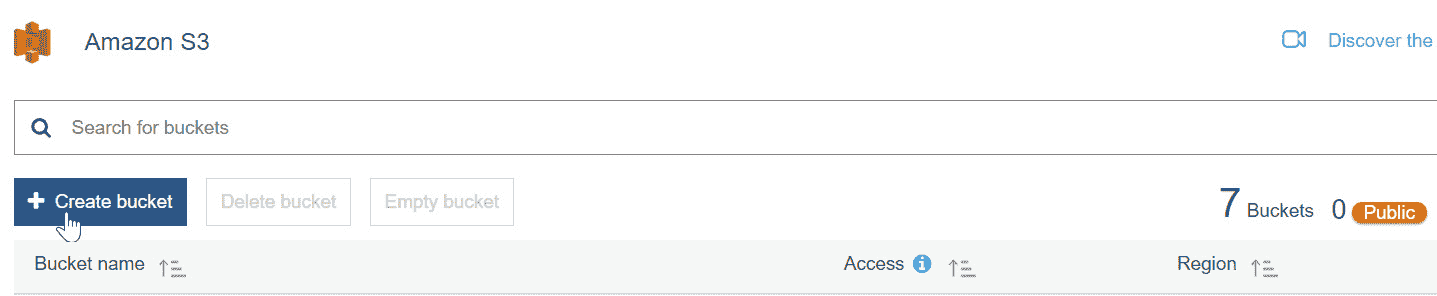 Amazon S3 Discover the
Search for buckets
Create bucket Delete bucket Empty bucket 7 Buckets 0 Public
Bucket name Access Region